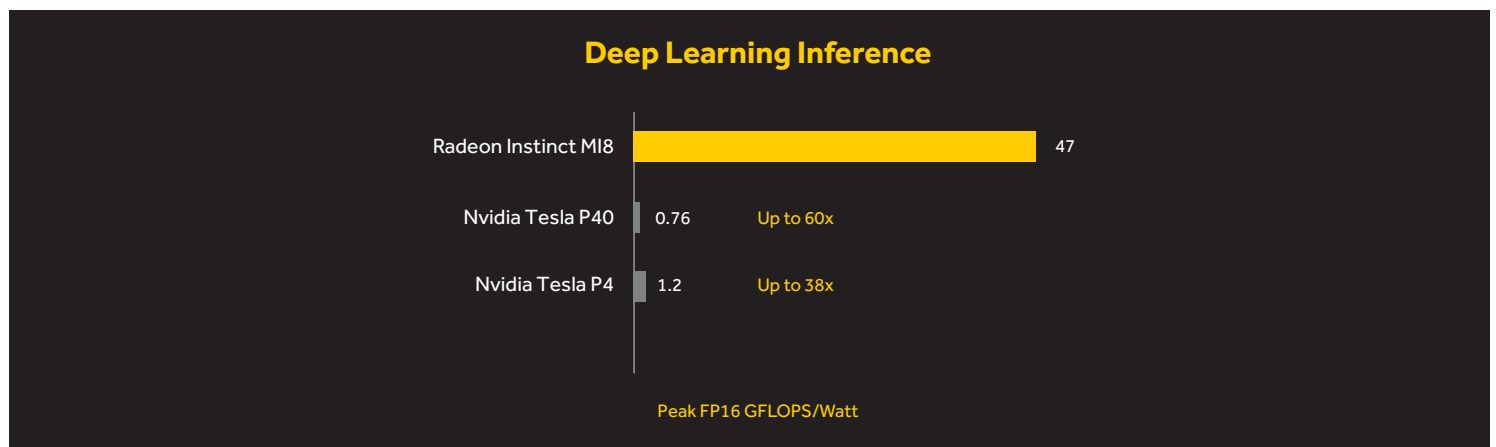 Deep Learning Inference
Radeon Instinct MI8 47
Nvidia Tesla P40 0.76 Up to 60x
Nvidia Tesla P4 1.2 Up to 38x
Peak FP16 GFLOPS/Watt